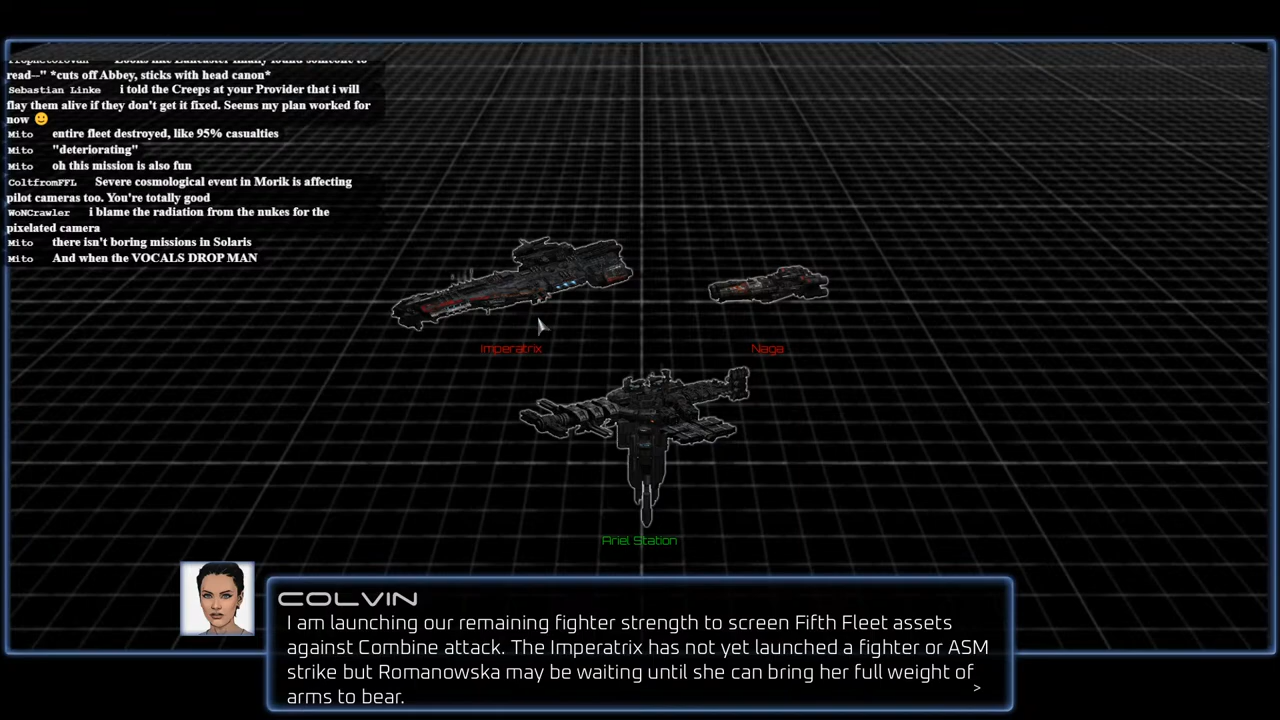 read--" *cuts off Abbey, sticks with head canon*
Sebastian Linke i told the Creeps at your Provider that i will
flay them alive if they don't get it fixed. Seems my plan worked for
now 🙂
Mito entire fleet destroyed, like 95% casualties
Mito "deteriorating"
Mito oh this mission is also fun
ColtfromFFL Severe cosmological event in Morik is affecting
pilot cameras too. You're totally good
WoNCrawler i blame the radiation from the nukes for the
pixelated camera
Mito there isn't boring missions in Solaris
Mito And when the VOCALS DROP MAN
Imperatrix
Naga
Ariel Station
COLVIN
I am launching our remaining fighter strength to screen Fifth Fleet assets
against Combine attack. The Imperatrix has not yet launched a fighter or ASM
strike but Romanowska may be waiting until she can bring her full weight of
arms to bear.
>